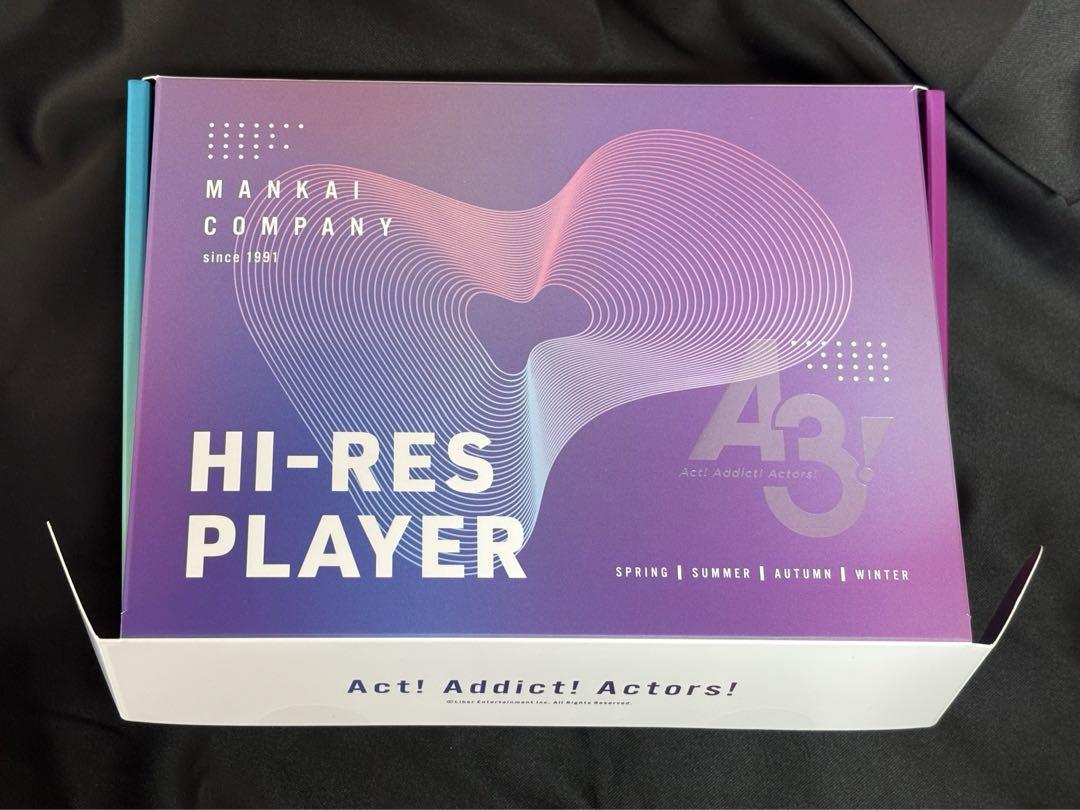 MANKAI
COMPANY
since 1991
A3!
Act! Addict! Actors!
HI-RES
PLAYER
SPRING | SUMMER | AUTUMN | WINTER
Act! Addict! Actors!
©Liber Entertainment Inc. All Rights Reserved.